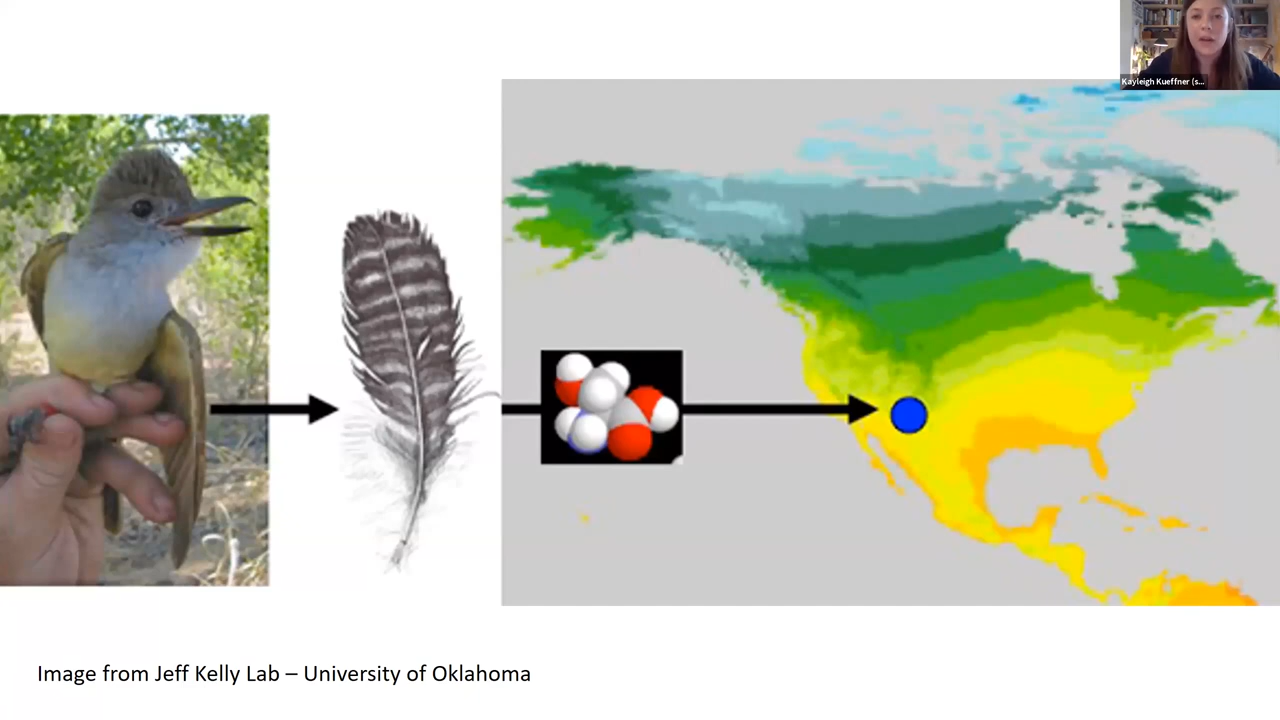 Kayleigh Kueffner (s...
Image from Jeff Kelly Lab – University of Oklahoma